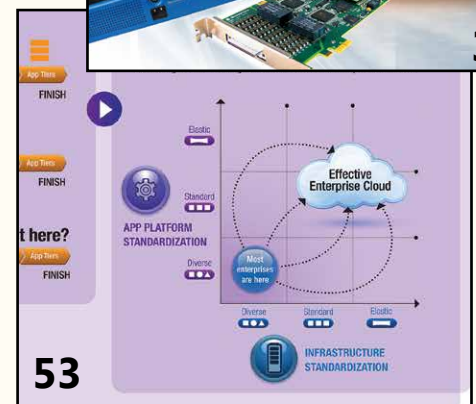 App Tiers
FINISH
App Tiers
FINISH
t here?
App Tiers
FINISH
Elastic
Standard
APP PLATFORM
STANDARDIZATION
Diverse
Effective
Enterprise Cloud
Most
enterprises
are here
Diverse
Standard
Elastic
INFRASTRUCTURE
STANDARDIZATION
53